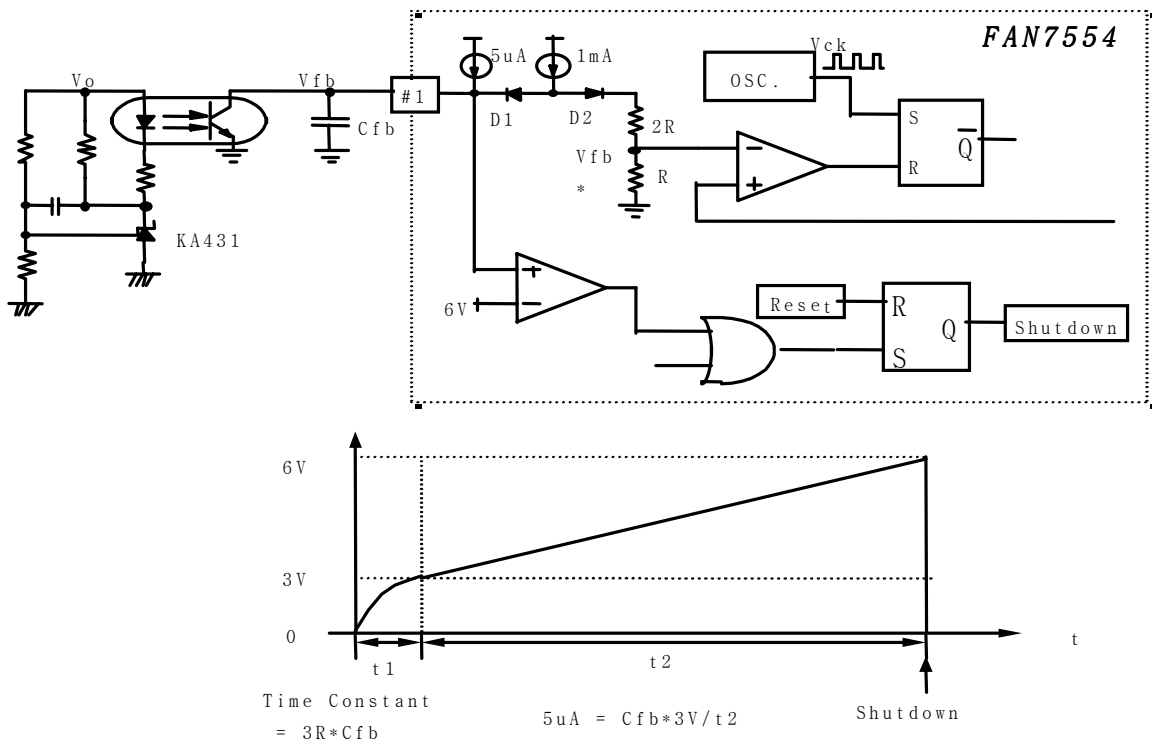 FAN7554
Vck
5uA
1mA
OSC.
Vo
Vfb
#1
Cfb
D1
D2
2R
S
Q
R
Vfb
*
R
KA431
6V
Reset
R
Q
S
Shutdown
6V
3V
0
t
t1
t2
Time Constant
= 3R*Cfb
5uA = Cfb*3V/t2
Shutdown